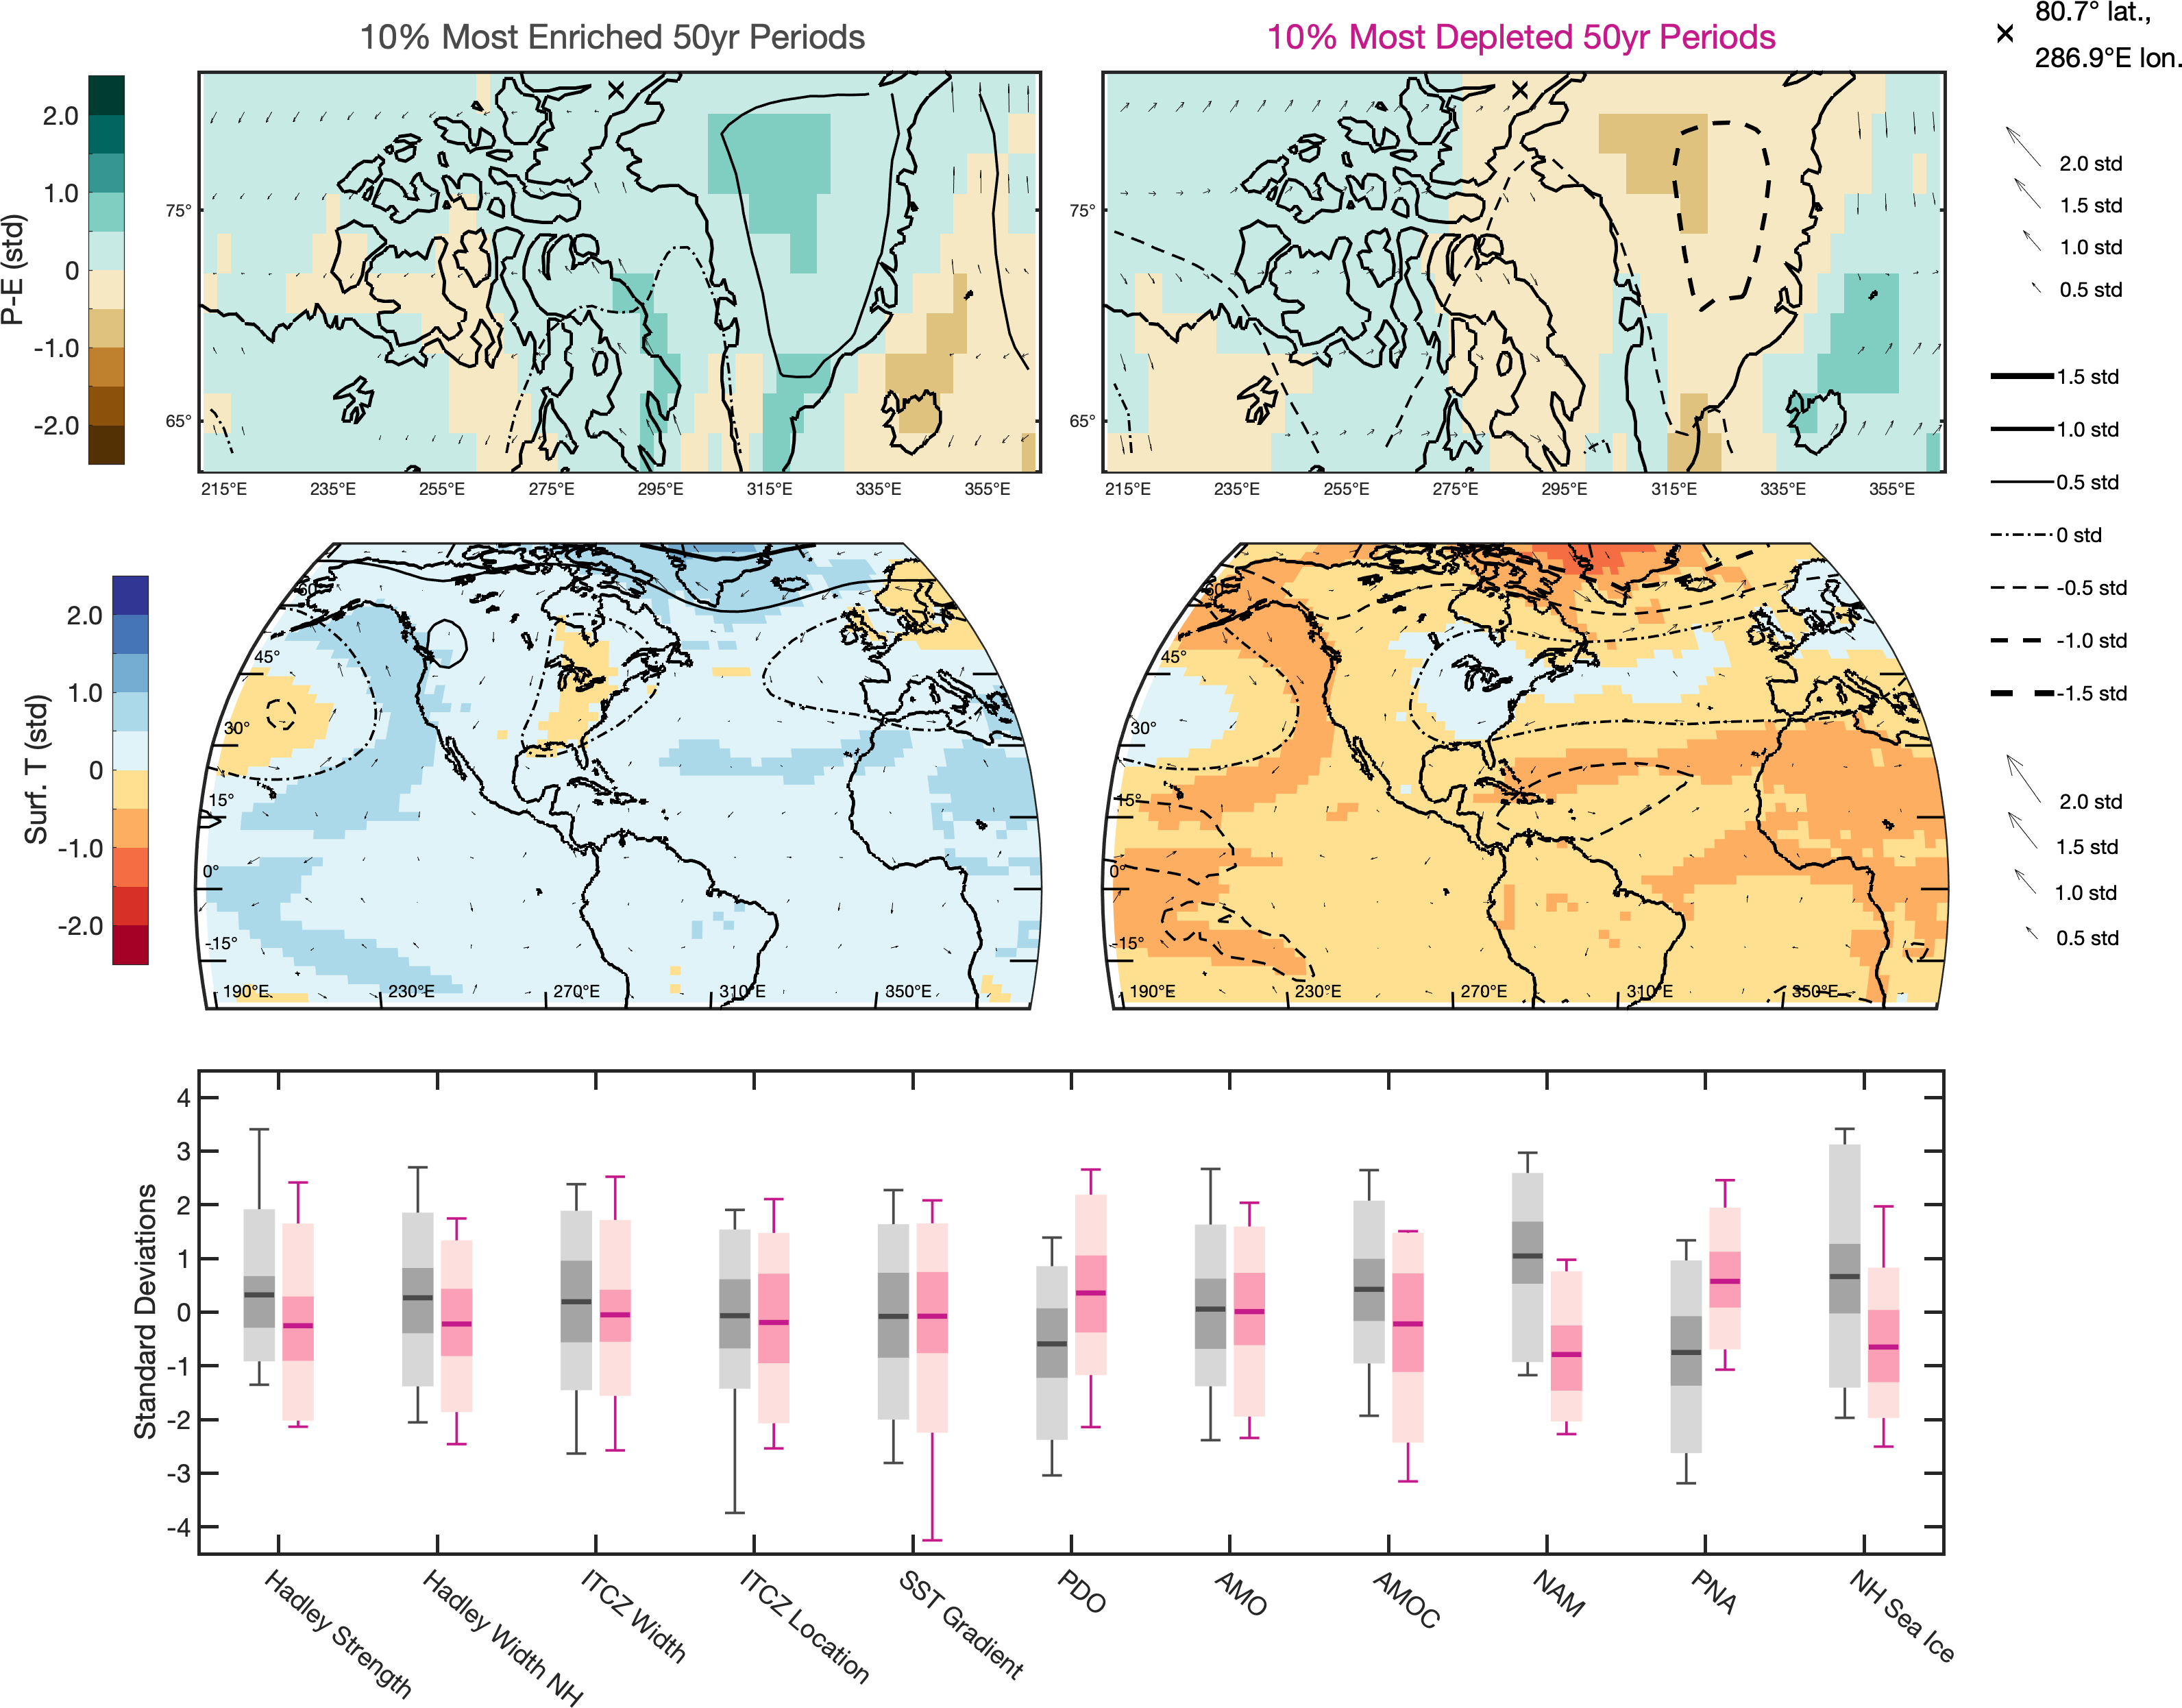 10% Most Enriched 50yr Periods
10% Most Depleted 50yr Periods
80.7° lat.,
286.9°E lon.
P-E (std)
2.0
1.0
0
-1.0
-2.0
75°
65°
215°E 235°E 255°E 275°E 295°E 315°E 335°E 355°E
75°
65°
215°E 235°E 255°E 275°E 295°E 315°E 335°E 355°E
2.0 std
1.5 std
1.0 std
0.5 std
1.5 std
1.0 std
0.5 std
0 std
-0.5 std
-1.0 std
-1.5 std
Surf. T (std)
2.0
1.0
0
-1.0
-2.0
60°
45°
30°
15°
0°
-15°
190°E 230°E 270°E 310°E 350°E
60°
45°
30°
15°
0°
-15°
190°E 230°E 270°E 310°E 350°E
2.0 std
1.5 std
1.0 std
0.5 std
Standard Deviations
4
3
2
1
0
-1
-2
-3
-4
Hadley Strength
Hadley Width NH
ITCZ Width
ITCZ Location
SST Gradient
PDO
AMO
AMOC
NAM
PNA
NH Sea Ice